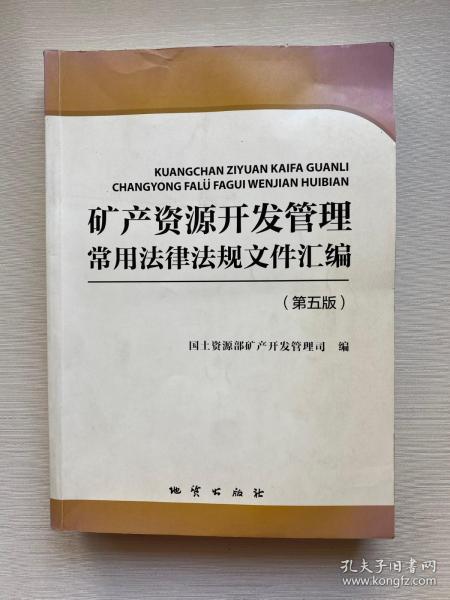 KUANGCHAN ZIYUAN KAIFA GUANLI
CHANGYONG FALÜ FAGUI WENJIAN HUIBIAN
矿产资源开发管理
常用法律法规文件汇编
（第五版）
国土资源部矿产开发管理司 编
地质出版社
孔夫子旧书网
www.kongfz.com